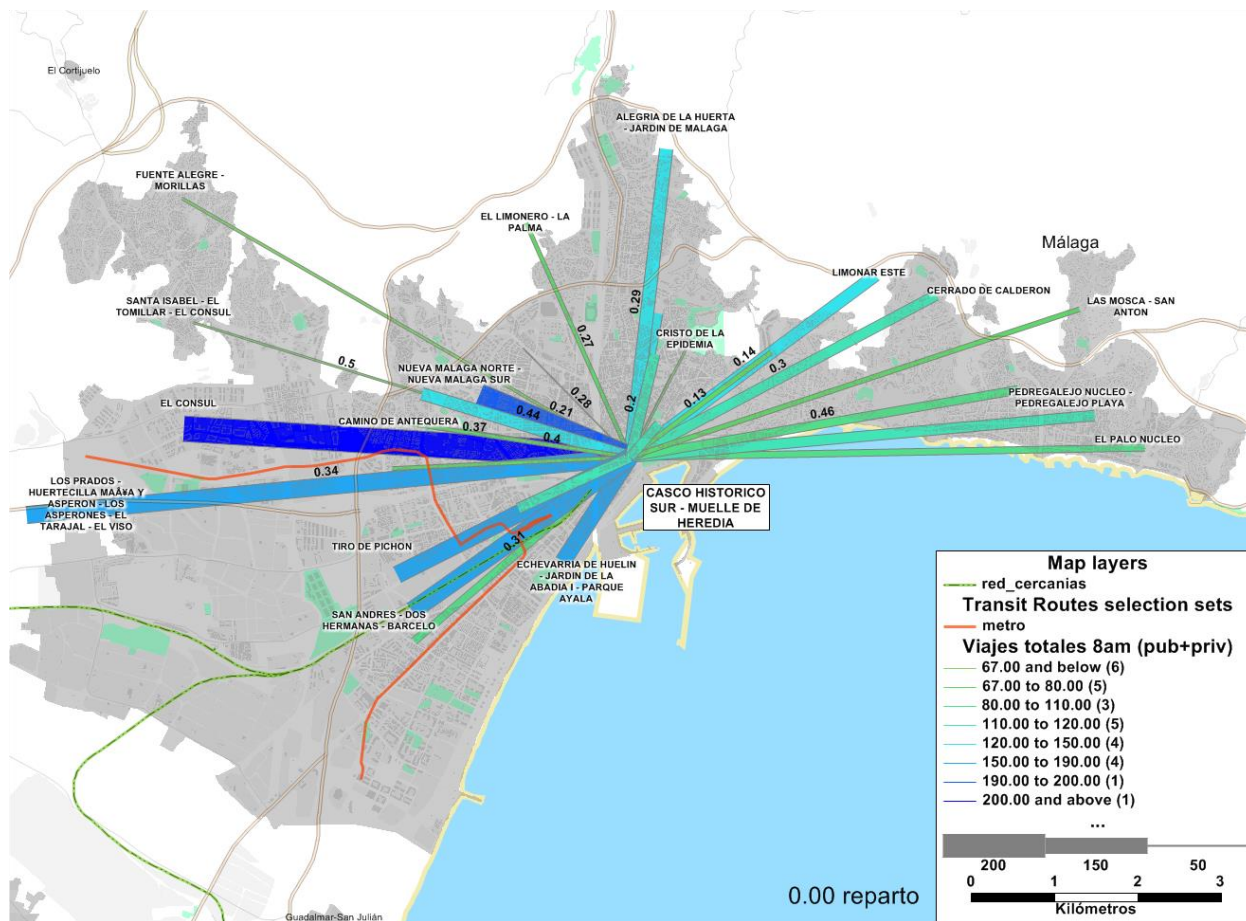 El Cortijuelo
ALEGRIA DE LA HUERTA
- JARDIN DE MALAGA
FUENTE ALEGRE -
MORILLAS
EL LIMONERO - LA
PALMA
Málaga
LIMONAR ESTE
CERRADO DE CALDERON
LAS MOSCA - SAN
ANTON
SANTA ISABEL - EL
TOMILLAR - EL CONSUL
0.29
0.27
CRISTO DE LA
EPIDEMIA
0.14
0.3
0.5
NUEVA MALAGA NORTE -
NUEVA MALAGA SUR
0.28
0.21
0.44
0.2
0.13
0.46
PEDREGALEJO NUCLEO -
PEDREGALEJO PLAYA
EL CONSUL
CAMINO DE ANTEQUERA
0.37
0.4
EL PALO NUCLEO
0.34
LOS PRADOS -
HUERTECILLA MAÃ‘A Y
ASPERON - LOS
ASPERONES - EL
TARAJAL - EL VISO
CASCO HISTORICO
SUR - MUELLE DE
HEREDIA
TIRO DE PICHON
0.31
ECHEVARRIA DE HUELIN
- JARDIN DE LA
ABADIA I - PARQUE
AYALA
SAN ANDRES - DOS
HERMANAS - BARCELO
Guadalmar-San Julián
0.00 reparto
Map layers
red_cercanias
Transit Routes selection sets
metro
Viajes totales 8am (pub+priv)
67.00 and below (6)
67.00 to 80.00 (5)
80.00 to 110.00 (3)
110.00 to 120.00 (5)
120.00 to 150.00 (4)
150.00 to 190.00 (4)
190.00 to 200.00 (1)
200.00 and above (1)
...
200 150 50
0 1 2 3
Kilómetros